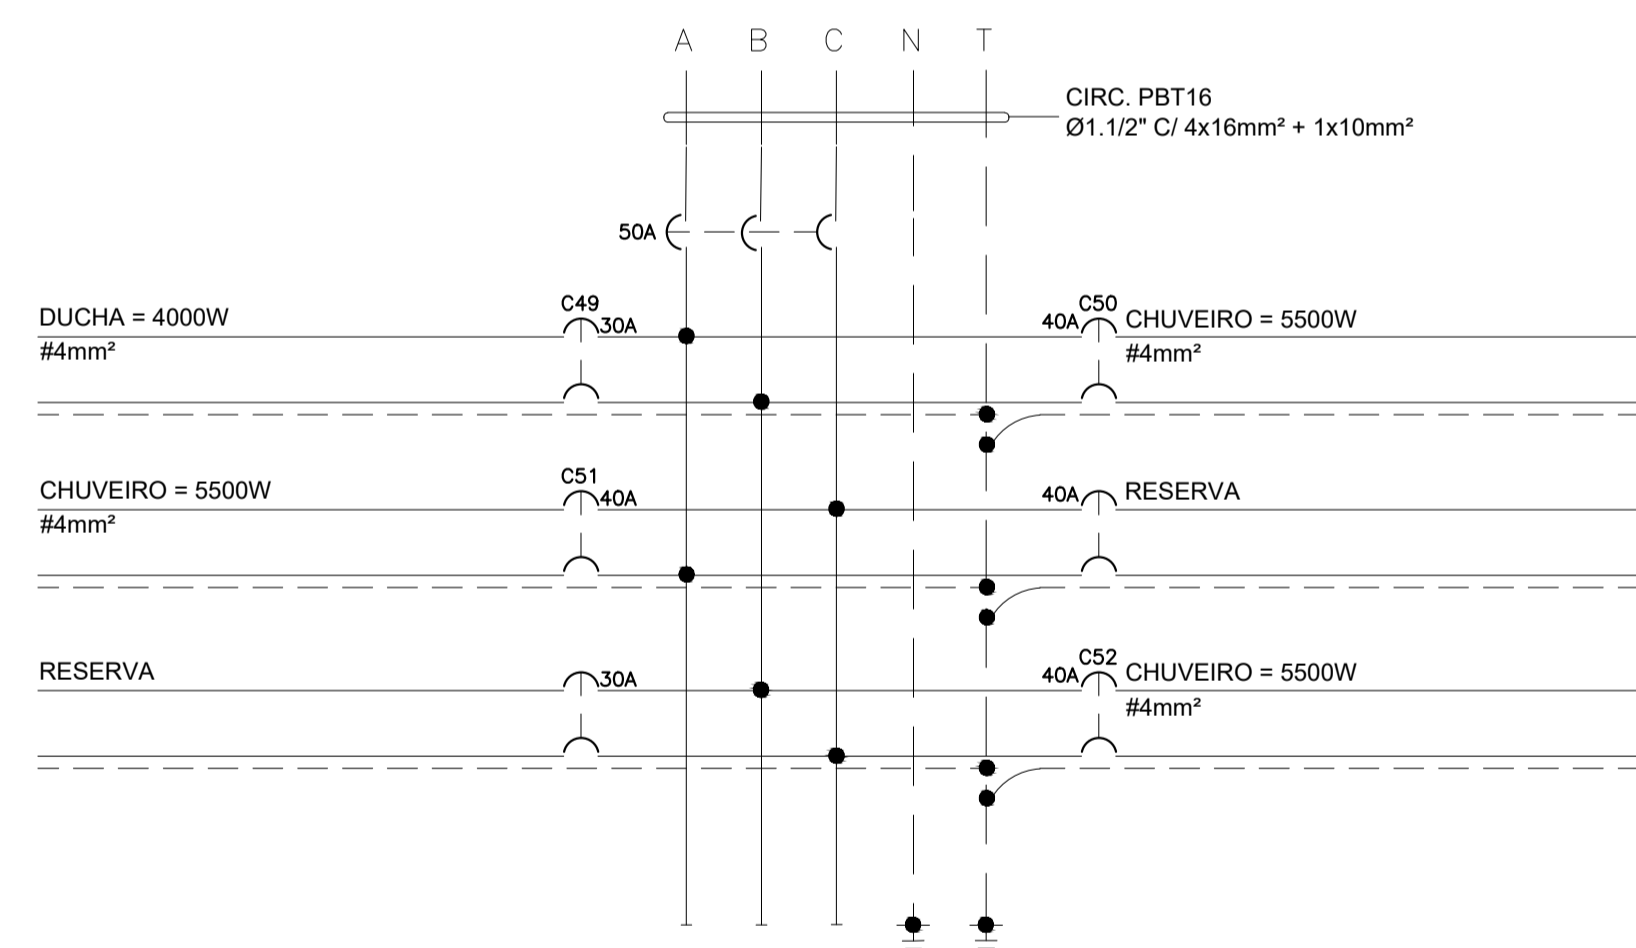 A B C N T
CIRC. PBT16
Ø1.1/2" C/ 4x16mm² + 1x10mm²
50A
DUCHA = 4000W
#4mm²
C49
30A
C50
40A
CHUVEIRO = 5500W
#4mm²
CHUVEIRO = 5500W
#4mm²
C51
40A
40A
RESERVA
RESERVA
30A
C52
40A
CHUVEIRO = 5500W
#4mm²